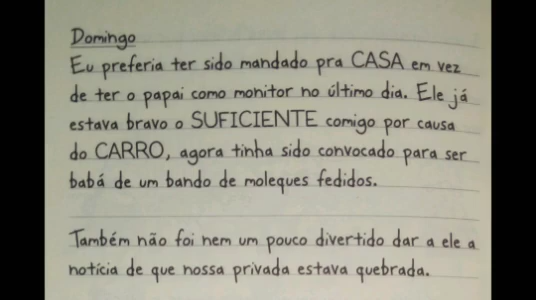 Domingo
Eu preferia ter sido mandado pra CASA em vez
de ter o papai como monitor no último dia. Ele já
estava bravo o SUFICIENTE comigo por causa
do CARRO, agora tinha sido convocado para ser
babá de um bando de moleques fedidos.
Também não foi nem um pouco divertido dar a ele a
notícia de que nossa privada estava quebrada.